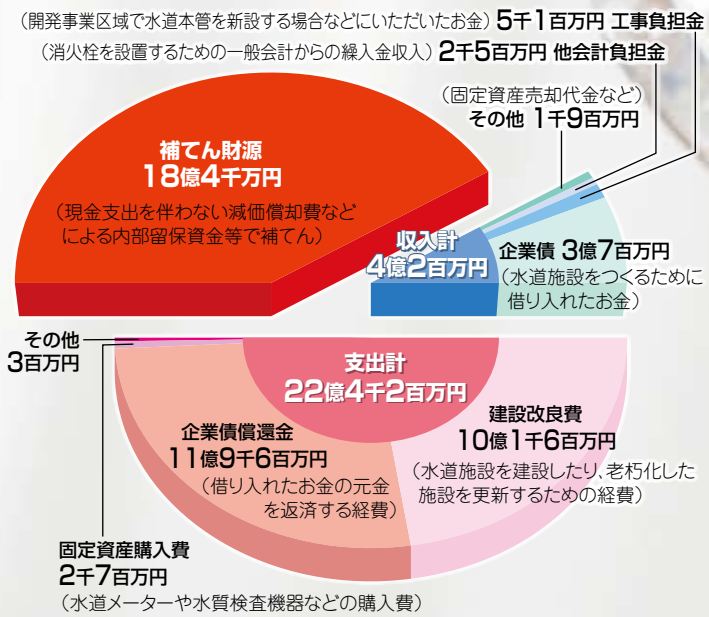 （開発事業区域で水道本管を新設する場合などにいただいたお金）5千1百万円 工事負担金
（消火栓を設置するための一般会計からの繰入金収入）2千5百万円 他会計負担金
（固定資産売却代金など）
その他 1千9百万円
補てん財源
18億4千万円
（現金支出を伴わない減価償却費など
による内部留保資金等で補てん）
収入計
4億2百万円
企業債 3億7百万円
（水道施設をつくるために
借り入れたお金）
その他
3百万円
支出計
22億4千2百万円
企業債償還金
11億9千6百万円
（借り入れたお金の元金
を返済する経費）
建設改良費
10億1千6百万円
（水道施設を建設したり、老朽化した
施設を更新するための経費）
固定資産購入費
2千7百万円
（水道メーターや水質検査機器などの購入費）